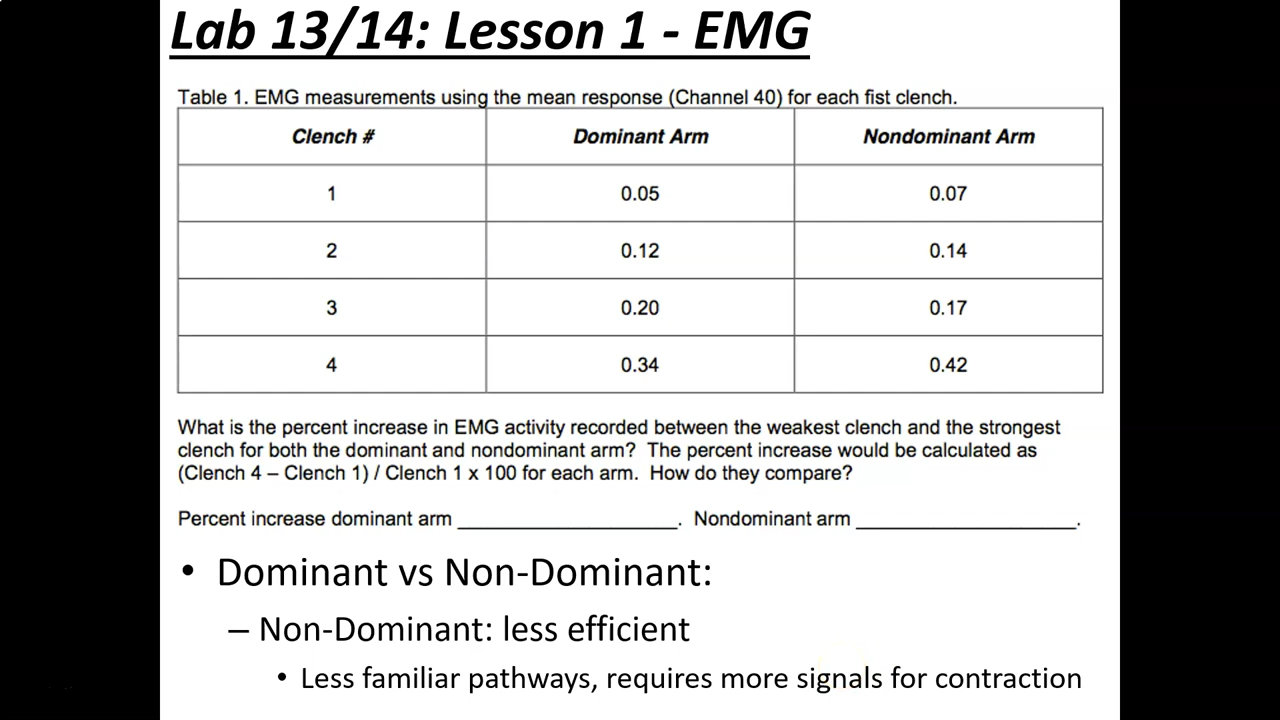 Lab 13/14: Lesson 1 - EMG
Table 1. EMG measurements using the mean response (Channel 40) for each fist clench.
Clench # Dominant Arm Nondominant Arm
1 0.05 0.07
2 0.12 0.14
3 0.20 0.17
4 0.34 0.42
What is the percent increase in EMG activity recorded between the weakest clench and the strongest
clench for both the dominant and nondominant arm? The percent increase would be calculated as
(Clench 4 – Clench 1) / Clench 1 x 100 for each arm. How do they compare?
Percent increase dominant arm ____________________. Nondominant arm ____________________.
• Dominant vs Non-Dominant:
– Non-Dominant: less efficient
• Less familiar pathways, requires more signals for contraction